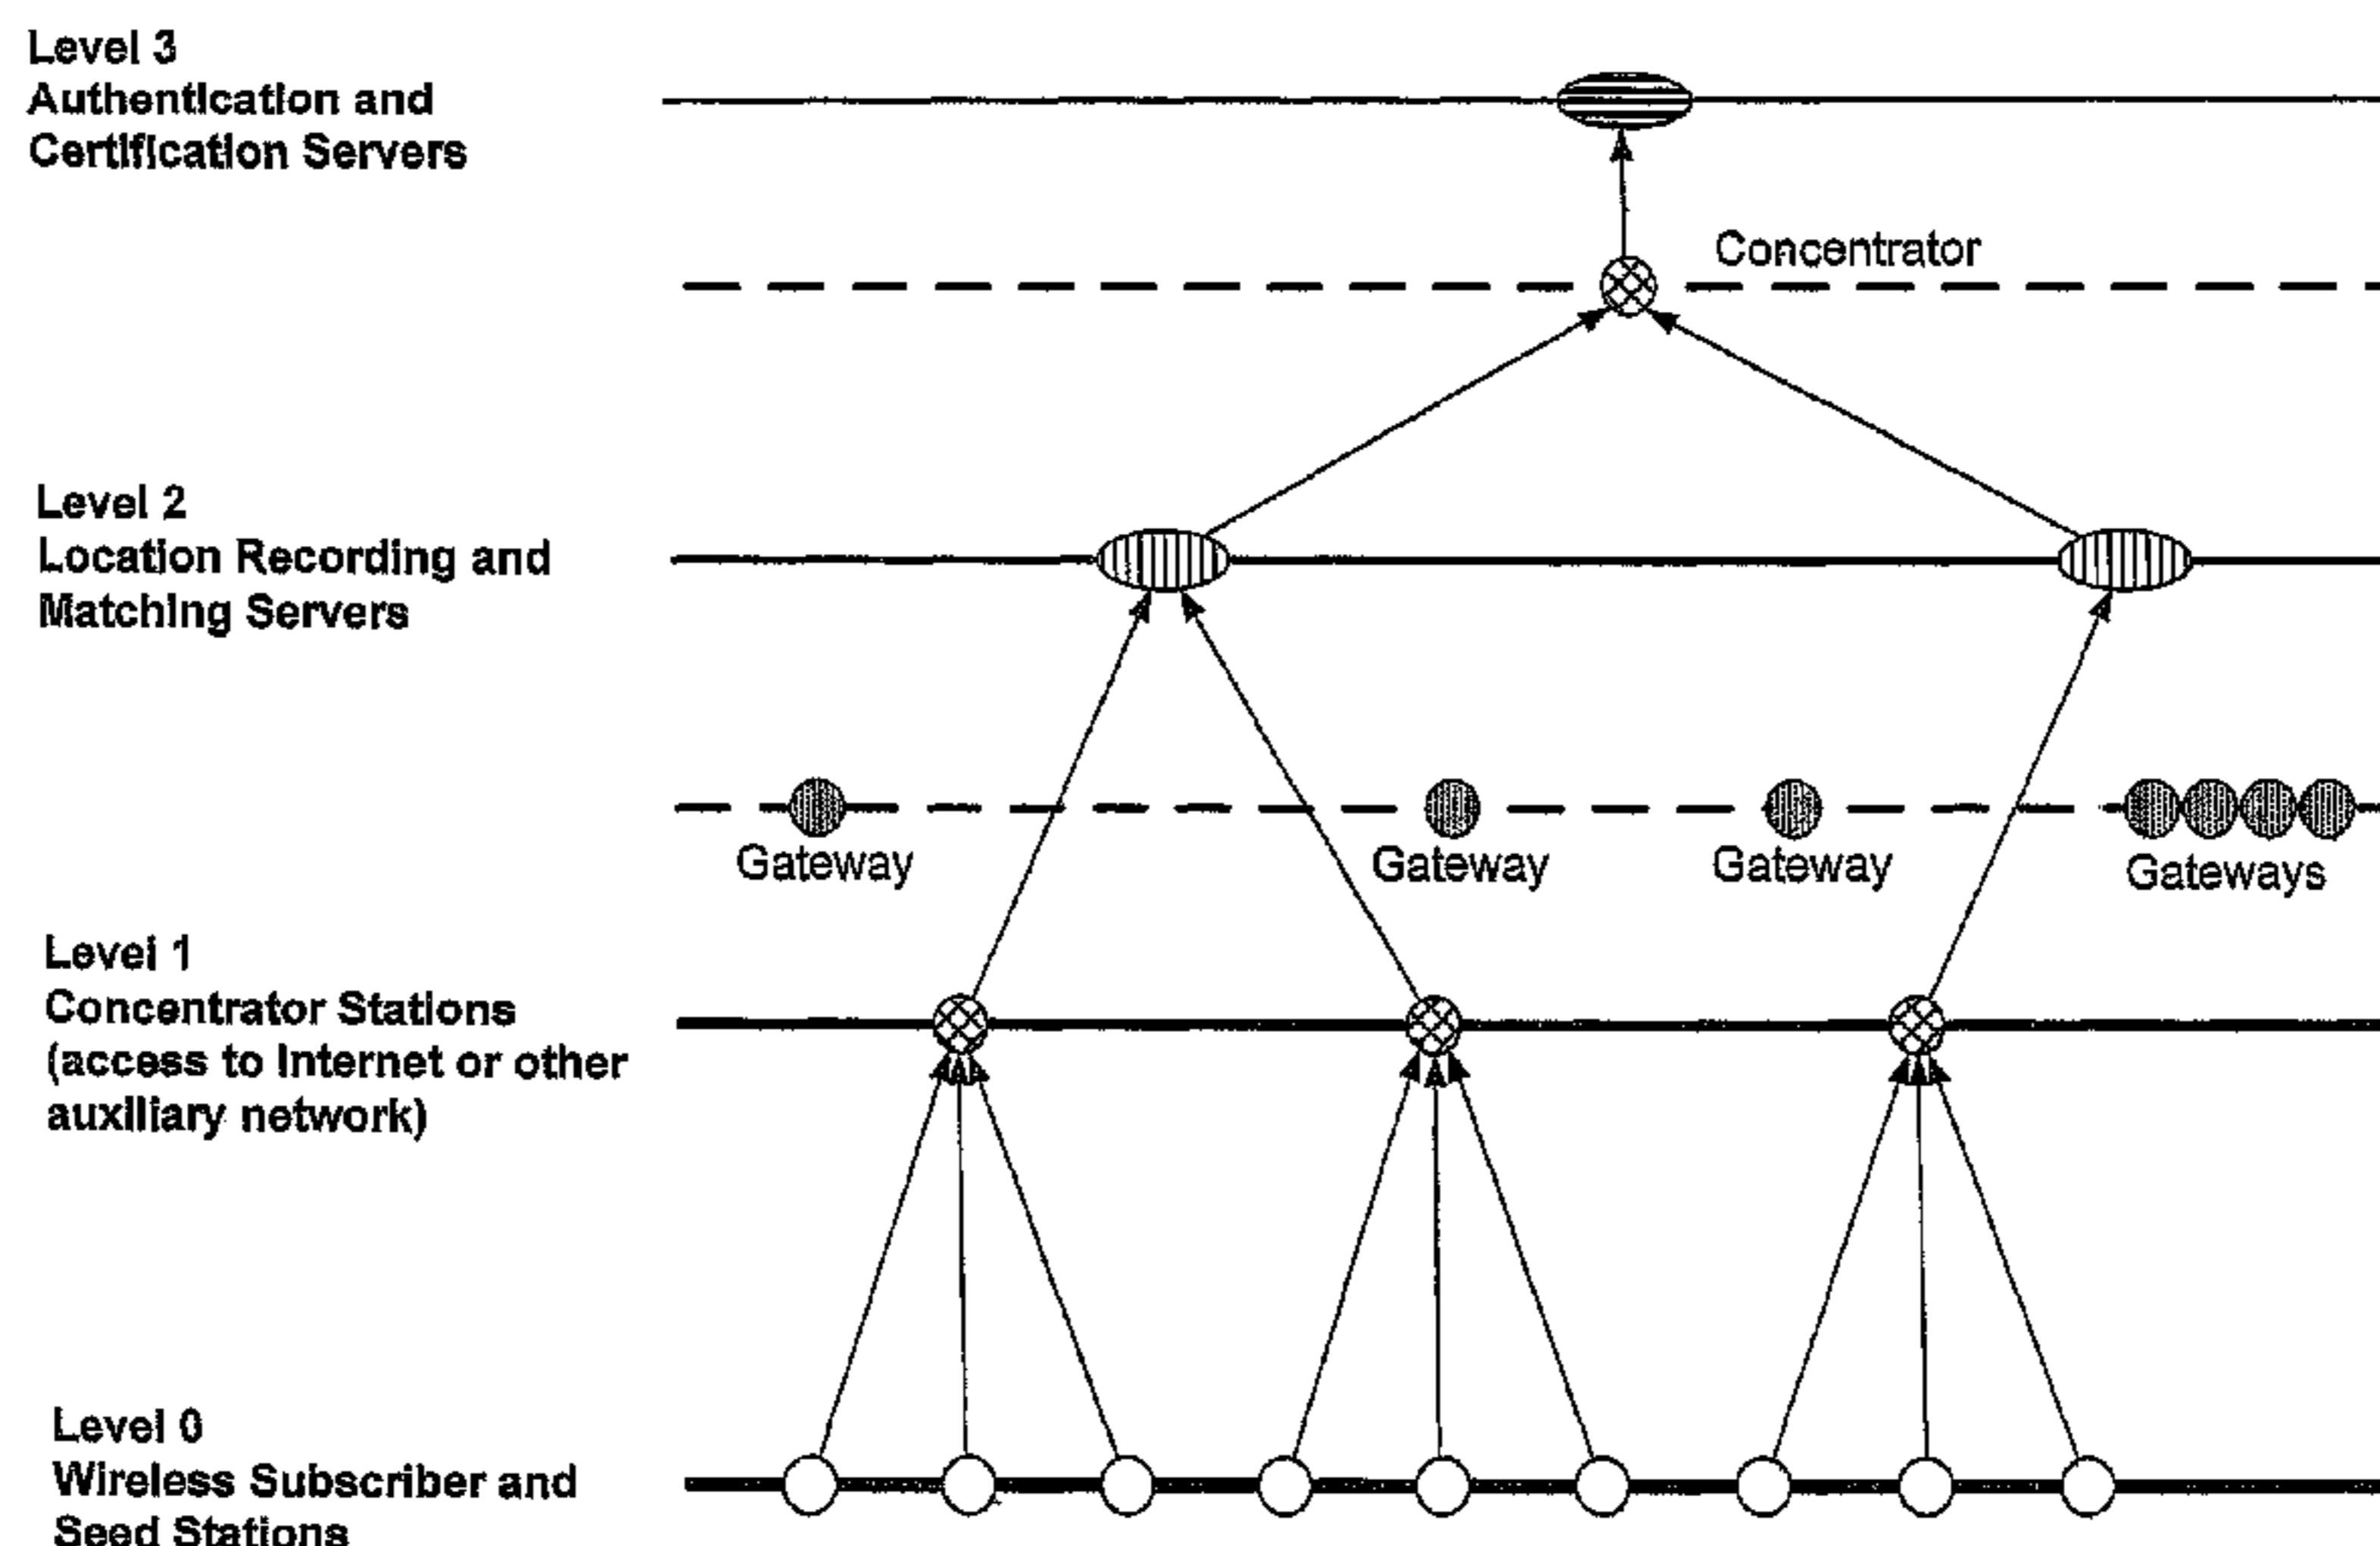 Level 3
Authentication and
Certification Servers
Concentrator
Level 2
Location Recording and
Matching Servers
Gateway
Gateway
Gateway
Gateways
Level 1
Concentrator Stations
(access to Internet or other
auxiliary network)
Level 0
Wireless Subscriber and
Seed Stations